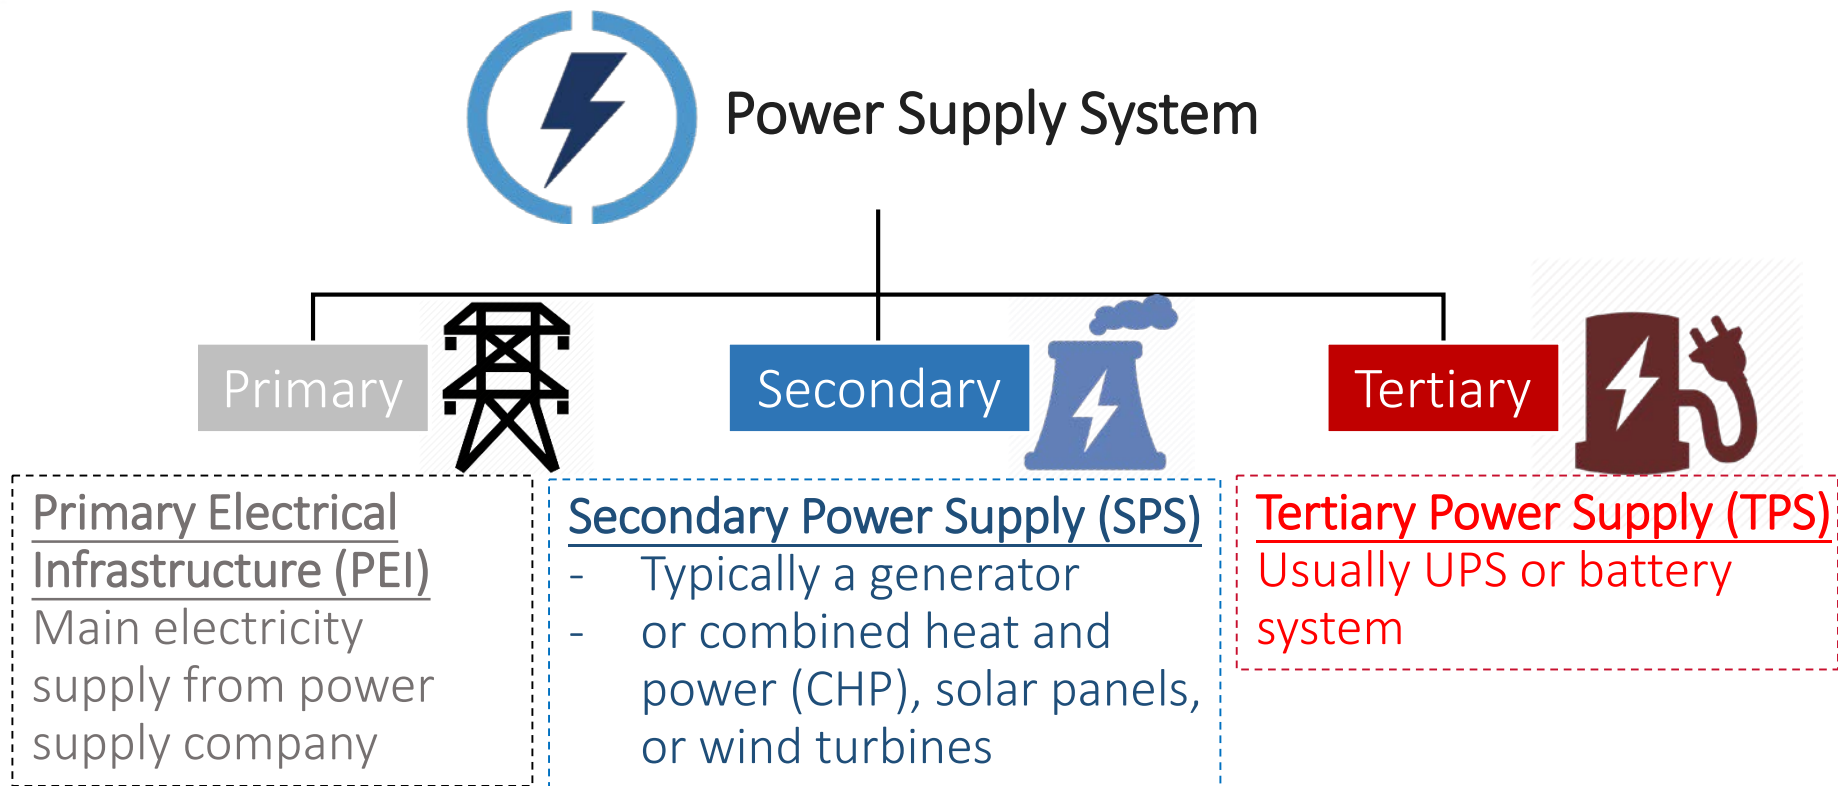 Power Supply System
Primary
Secondary
Tertiary
Primary Electrical
Infrastructure (PEI)
Main electricity
supply from power
supply company
Secondary Power Supply (SPS)
- Typically a generator
- or combined heat and
power (CHP), solar panels,
or wind turbines
Tertiary Power Supply (TPS)
Usually UPS or battery
system